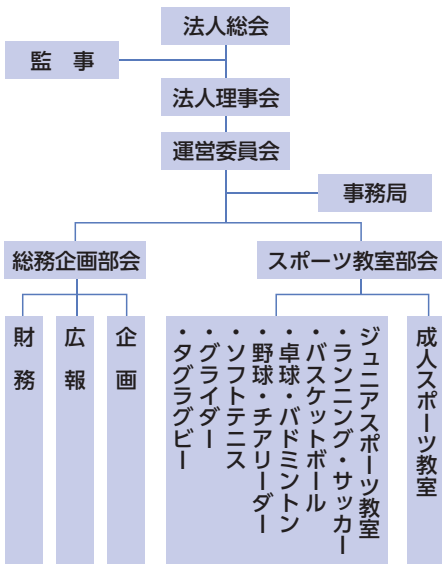 法人総会
監　事
法人理事会
運営委員会
事務局
総務企画部会
スポーツ教室部会
財　務
広　報
企　画
ジュニアスポーツ教室
・ランニング・サッカー
・バスケットボール
・卓球・バドミントン
・野球・チアリーダー
・ソフトテニス
・グライダー
・タグラグビー
成人スポーツ教室